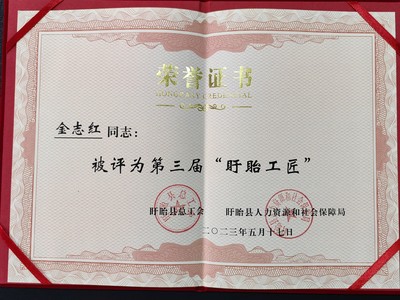 荣誉证书
HONORARY CREDENTIAL
金志红同志：
被评为第三届“盱眙工匠”
盱眙县总工会 盱眙县人力资源和社会保障局
二〇二三年五月十七日